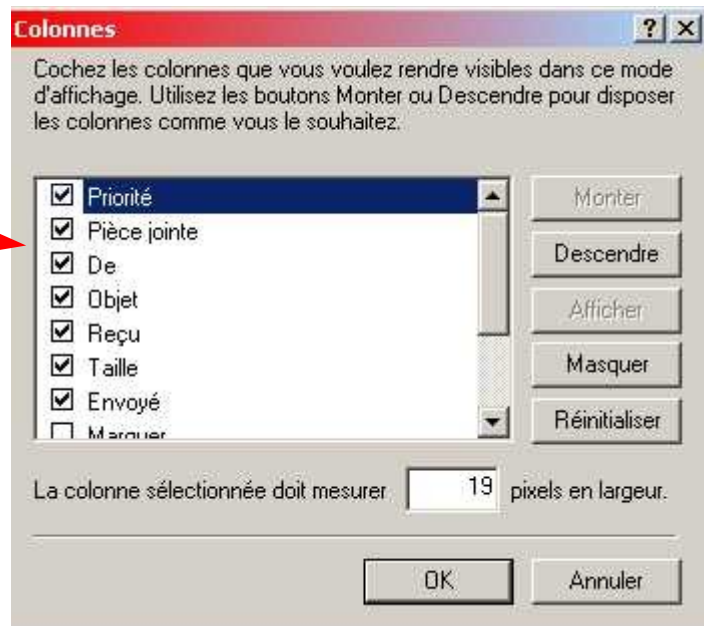 Colonnes
Cochez les colonnes que vous voulez rendre visibles dans ce mode
d'affichage. Utilisez les boutons Monter ou Descendre pour disposer
les colonnes comme vous le souhaitez.
Priorité
Pièce jointe
De
Objet
Reçu
Taille
Envoyé
Marquer
Monter
Descendre
Afficher
Masquer
Réinitialiser
La colonne sélectionnée doit mesurer 19 pixels en largeur.
OK Annuler